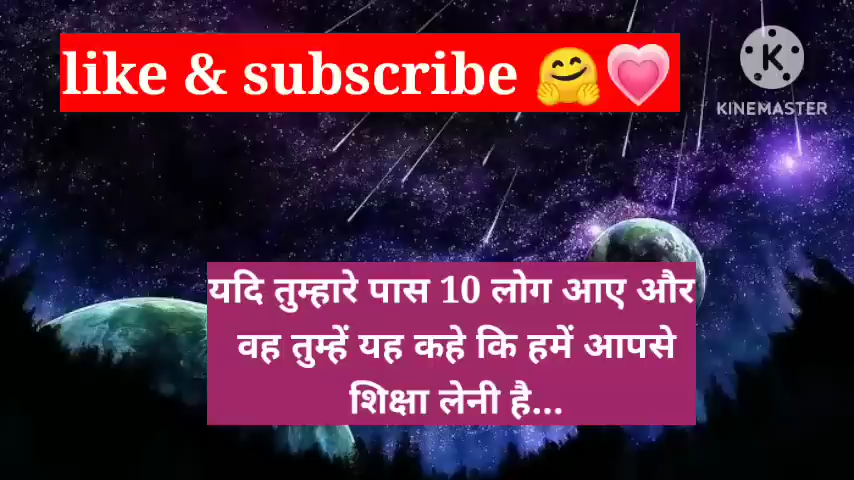 like & subscribe 🤗💗
KINEMASTER
यदि तुम्हारे पास 10 लोग आए और
वह तुम्हें यह कहे कि हमें आपसे
शिक्षा लेनी है...